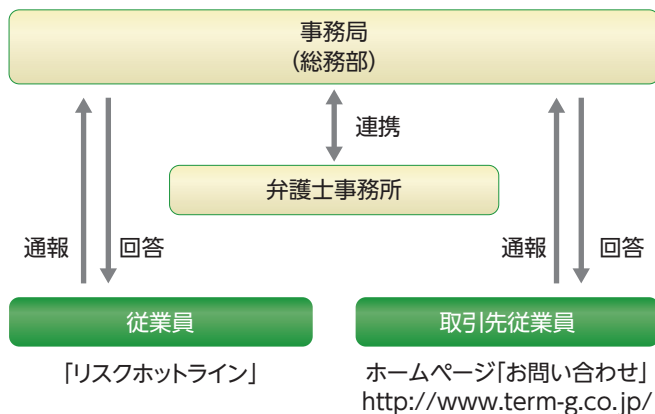 事務局
(総務部)
連携
弁護士事務所
通報
回答
通報
回答
従業員
取引先従業員
「リスクホットライン」
ホームページ「お問い合わせ」
http://www.term-g.co.jp/